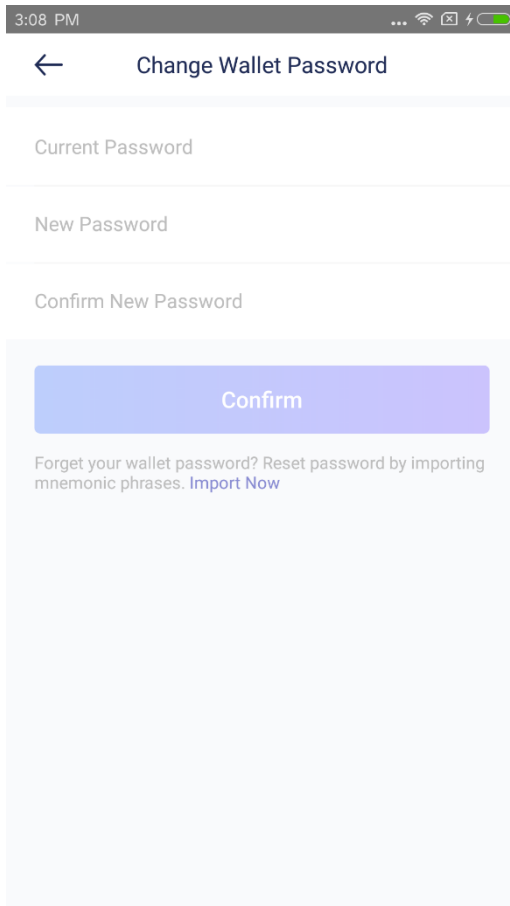 3:08 PM
Change Wallet Password
Current Password
New Password
Confirm New Password
Confirm
Forget your wallet password? Reset password by importing
mnemonic phrases. Import Now